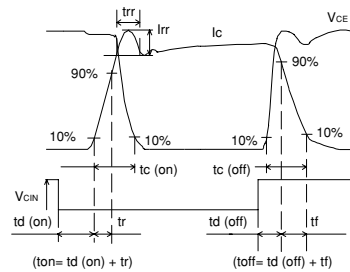 trr
Irr
Ic
VCE
90%
90%
10%
10%
10%
10%
tc (on)
tc (off)
VCIN
td (on)
tr
td (off)
tf
(ton= td (on) + tr)
(toff= td (off) + tf)